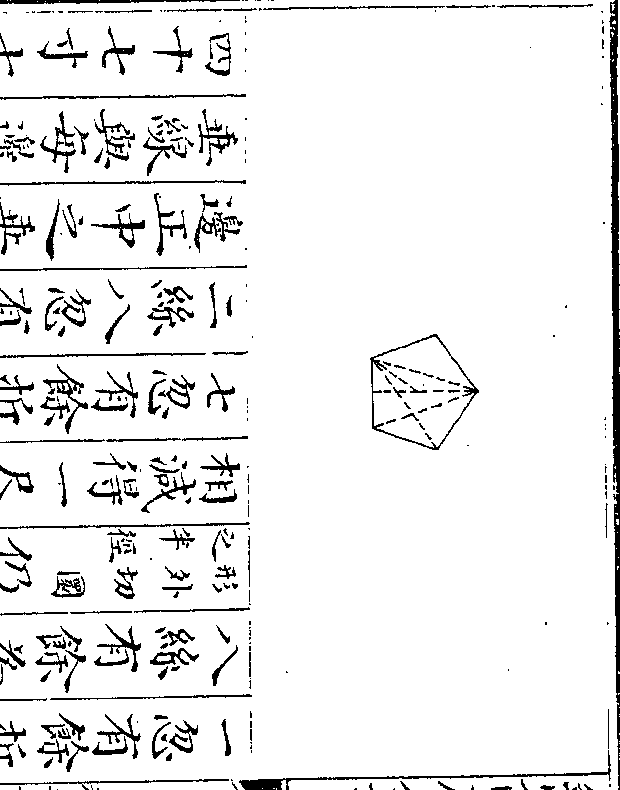 一忽有餘折
八絲有餘
形外切圓
之半徑
仍
相減得一尺
七忽有餘折
二絲八忽有
邊正中之垂
垂線與每邊
四十七寸十